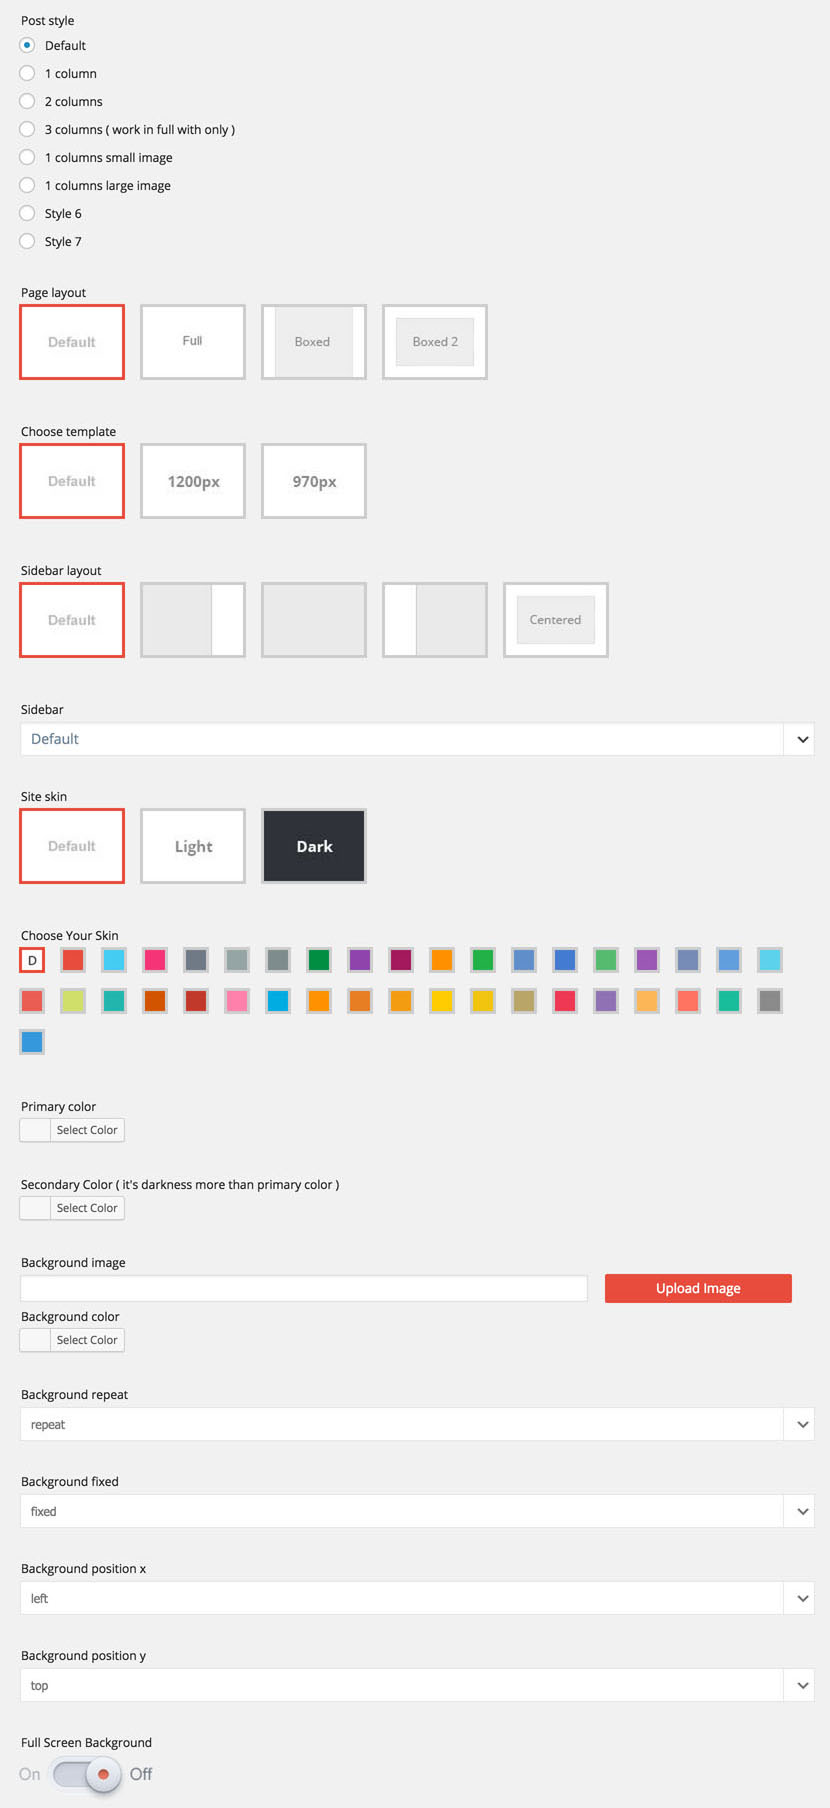 Post style
Default
1 column
2 columns
3 columns ( work in full with only )
1 columns small image
1 columns large image
Style 6
Style 7
Page layout
Default Full Boxed Boxed 2
Choose template
Default 1200px 970px
Sidebar layout
Default Centered
Sidebar
Default
Site skin
Default Light Dark
Choose Your Skin
D
Primary color
Select Color
Secondary Color ( it's darkness more than primary color )
Select Color
Background image
Upload Image
Background color
Select Color
Background repeat
repeat
Background fixed
fixed
Background position x
left
Background position y
top
Full Screen Background
On Off